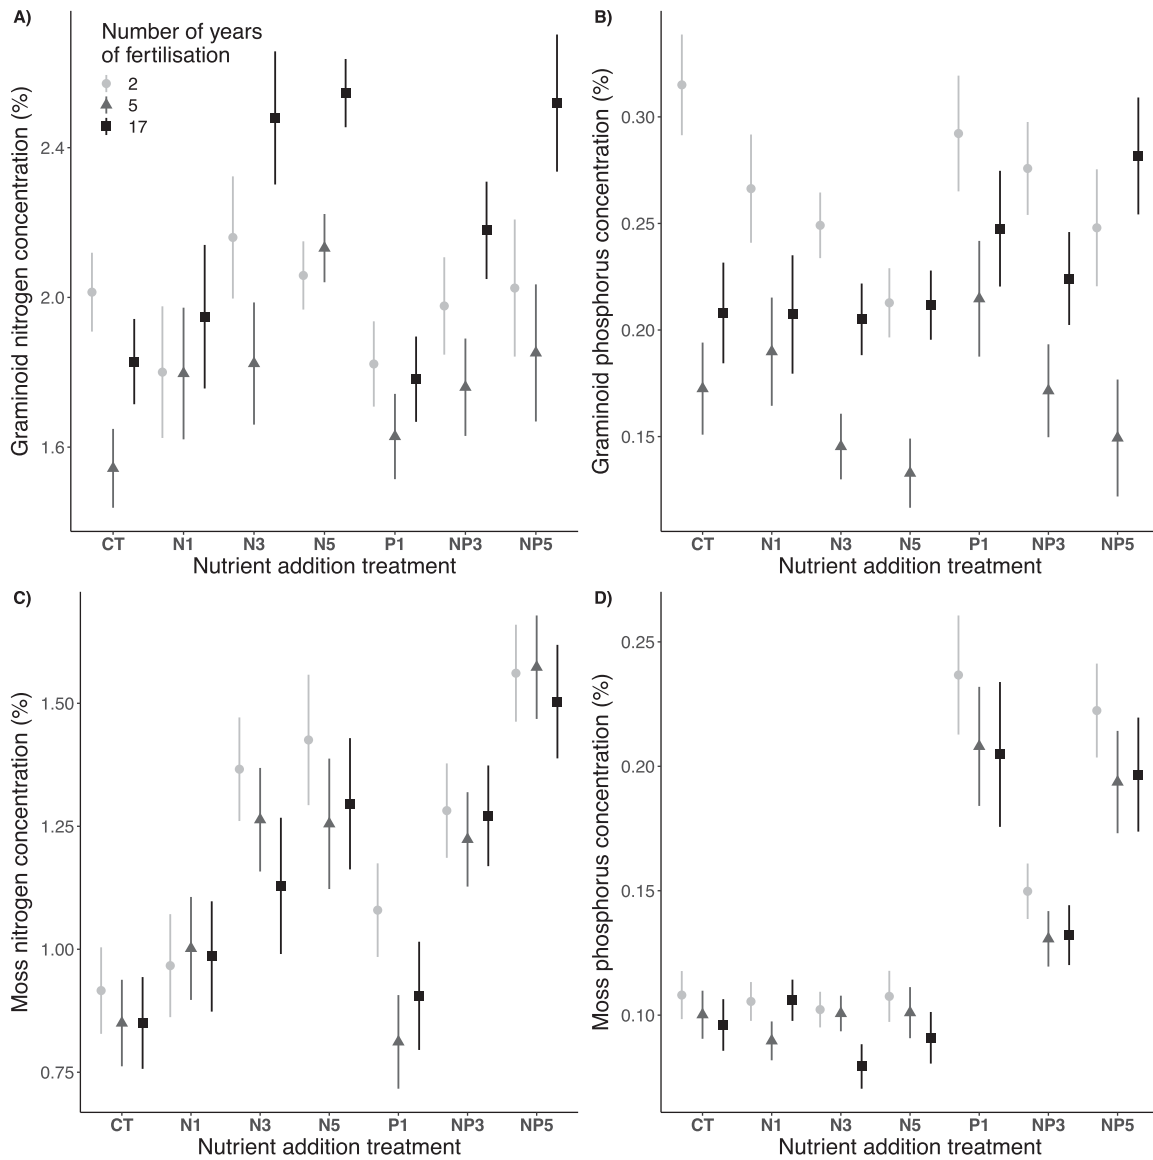 A)
Number of years
of fertilisation
2
5
17
Graminoid nitrogen concentration (%)
2.4
2.0
1.6
CT N1 N3 N5 P1 NP3 NP5
Nutrient addition treatment
B)
Graminoid phosphorus concentration (%)
0.30
0.25
0.20
0.15
CT N1 N3 N5 P1 NP3 NP5
Nutrient addition treatment
C)
Moss nitrogen concentration (%)
1.50
1.25
1.00
0.75
CT N1 N3 N5 P1 NP3 NP5
Nutrient addition treatment
D)
Moss phosphorus concentration (%)
0.25
0.20
0.15
0.10
CT N1 N3 N5 P1 NP3 NP5
Nutrient addition treatment